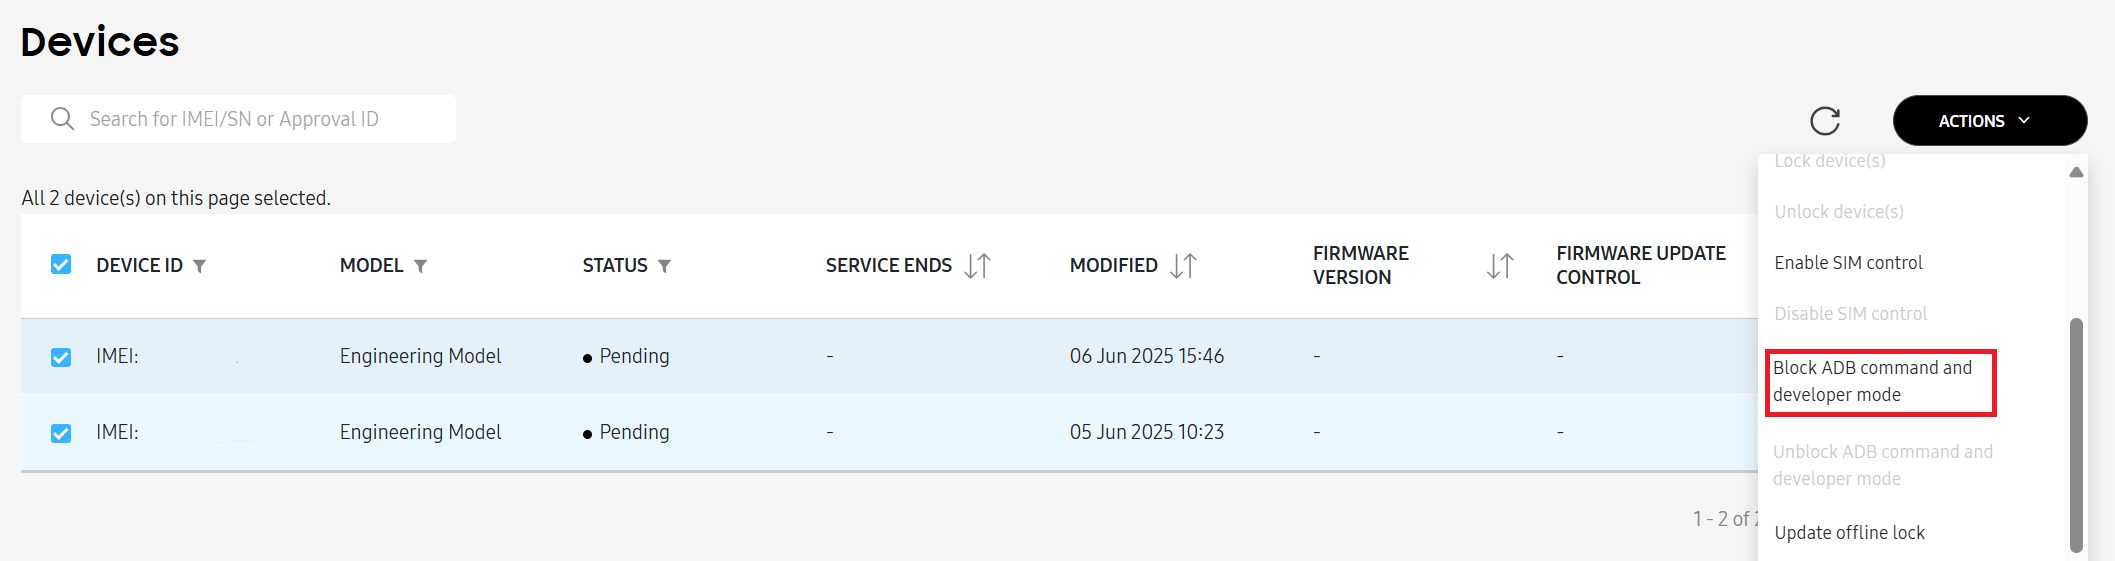 Devices
Search for IMEI/SN or Approval ID
ACTIONS
All 2 device(s) on this page selected.
DEVICE ID MODEL STATUS SERVICE ENDS MODIFIED FIRMWARE VERSION FIRMWARE UPDATE CONTROL
IMEI: Engineering Model Pending - 06 Jun 2025 15:46 - -
IMEI: Engineering Model Pending - 05 Jun 2025 10:23 - -
1 - 2 of
Lock device(s)
Unlock device(s)
Enable SIM control
Disable SIM control
Block ADB command and
developer mode
Unblock ADB command and
developer mode
Update offline lock